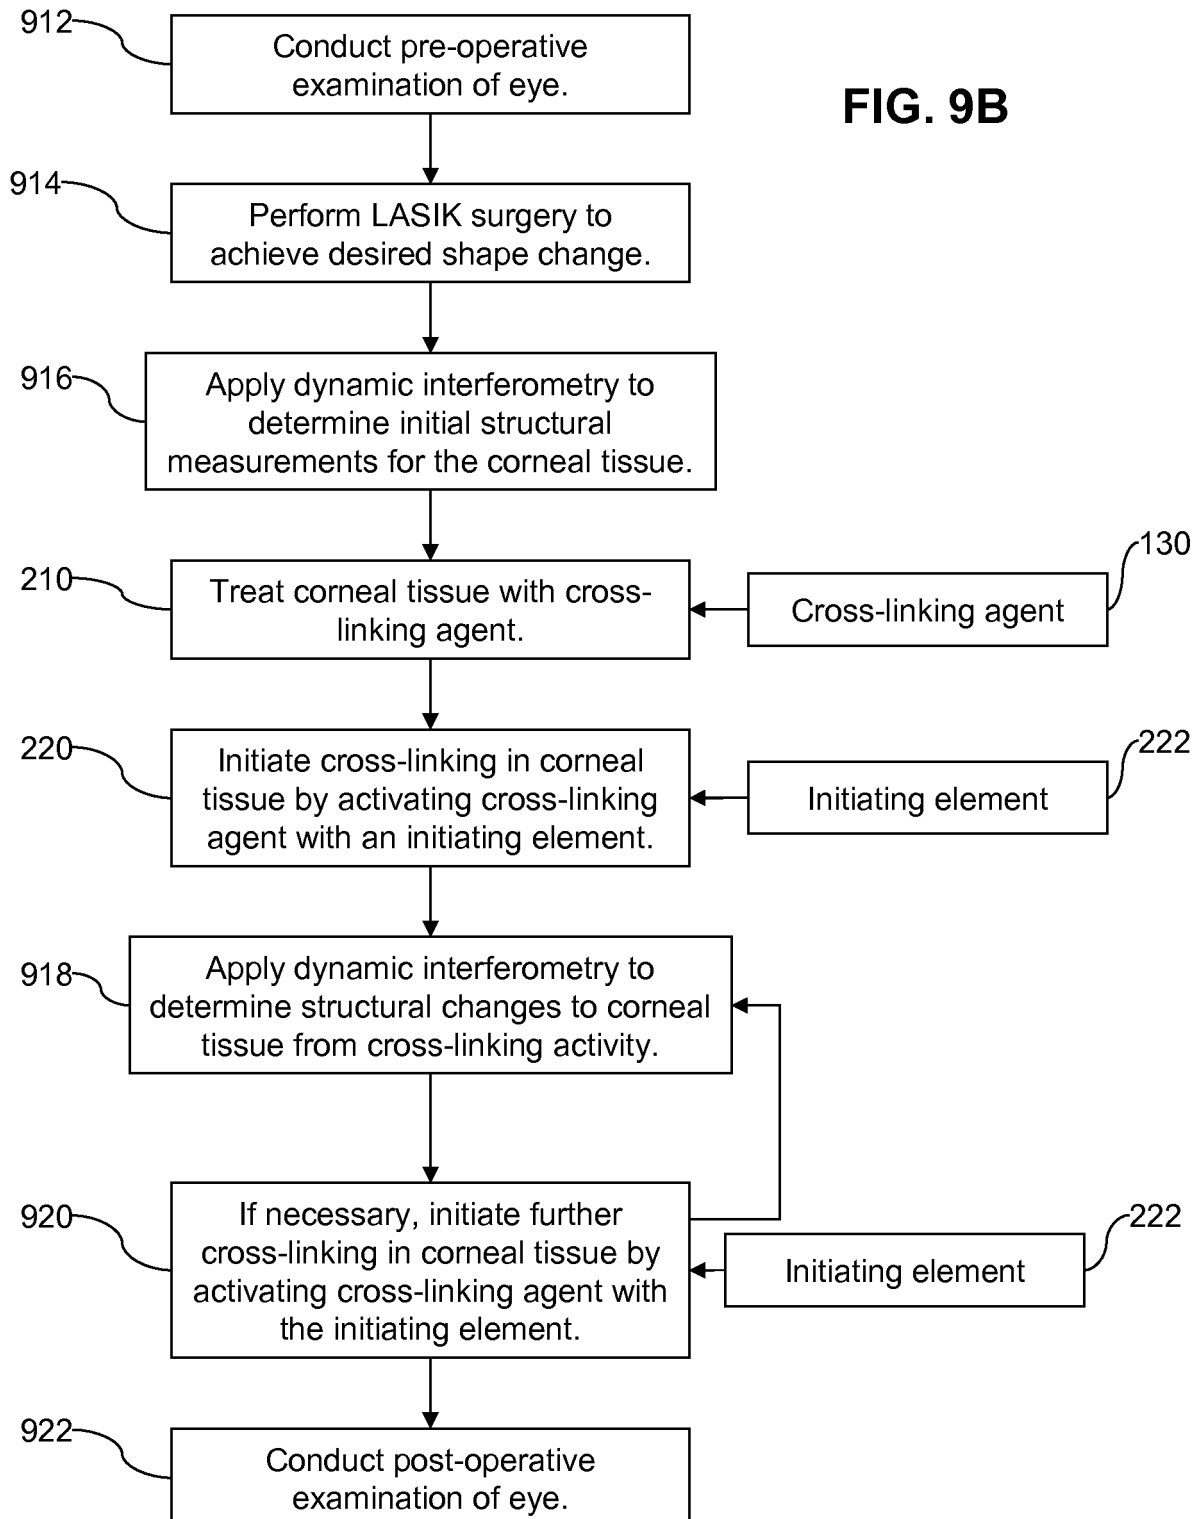 912
Conduct pre-operative
examination of eye.
FIG. 9B
914
Perform LASIK surgery to
achieve desired shape change.
916
Apply dynamic interferometry to
determine initial structural
measurements for the corneal tissue.
210
Treat corneal tissue with cross-
linking agent.
130
Cross-linking agent
220
Initiate cross-linking in corneal
tissue by activating cross-linking
agent with an initiating element.
222
Initiating element
918
Apply dynamic interferometry to
determine structural changes to corneal
tissue from cross-linking activity.
920
If necessary, initiate further
cross-linking in corneal tissue by
activating cross-linking agent with
the initiating element.
222
Initiating element
922
Conduct post-operative
examination of eye.